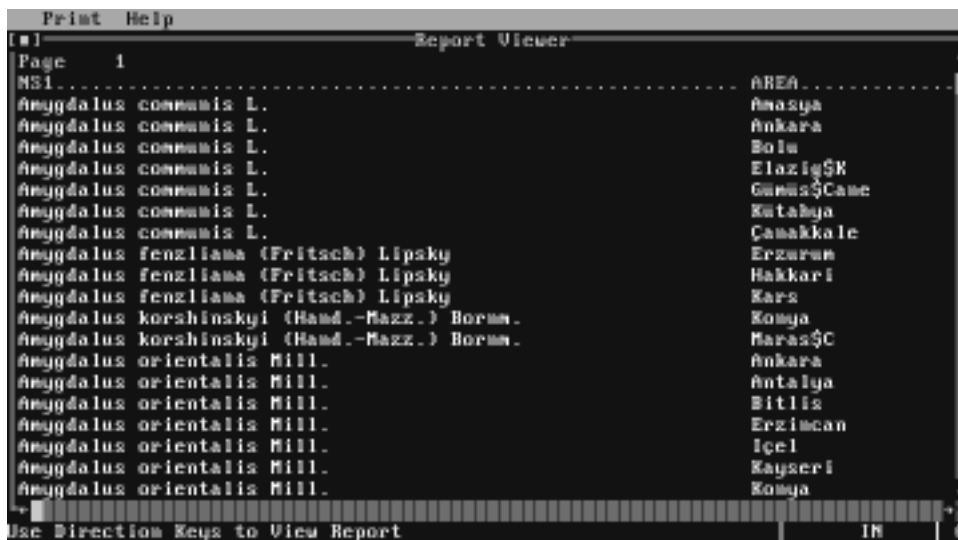 Print Help
[■] Report Viewer
Page 1
NS1...................................................... AREA.............
Amygdalus communis L. Amasya
Amygdalus communis L. Ankara
Amygdalus communis L. Bolu
Amygdalus communis L. Elazig$K
Amygdalus communis L. Gümüs$Cane
Amygdalus communis L. Kütahya
Amygdalus communis L. Çanakkale
Amygdalus fenzliana (Fritsch) Lipsky Erzurum
Amygdalus fenzliana (Fritsch) Lipsky Hakkari
Amygdalus fenzliana (Fritsch) Lipsky Kars
Amygdalus korshinskyi (Hand.-Mazz.) Bornm. Konya
Amygdalus korshinskyi (Hand.-Mazz.) Bornm. Maras$C
Amygdalus orientalis Mill. Ankara
Amygdalus orientalis Mill. Antalya
Amygdalus orientalis Mill. Bitlis
Amygdalus orientalis Mill. Erzincan
Amygdalus orientalis Mill. Içel
Amygdalus orientalis Mill. Kayseri
Amygdalus orientalis Mill. Konya
Use Direction Keys to View Report IN